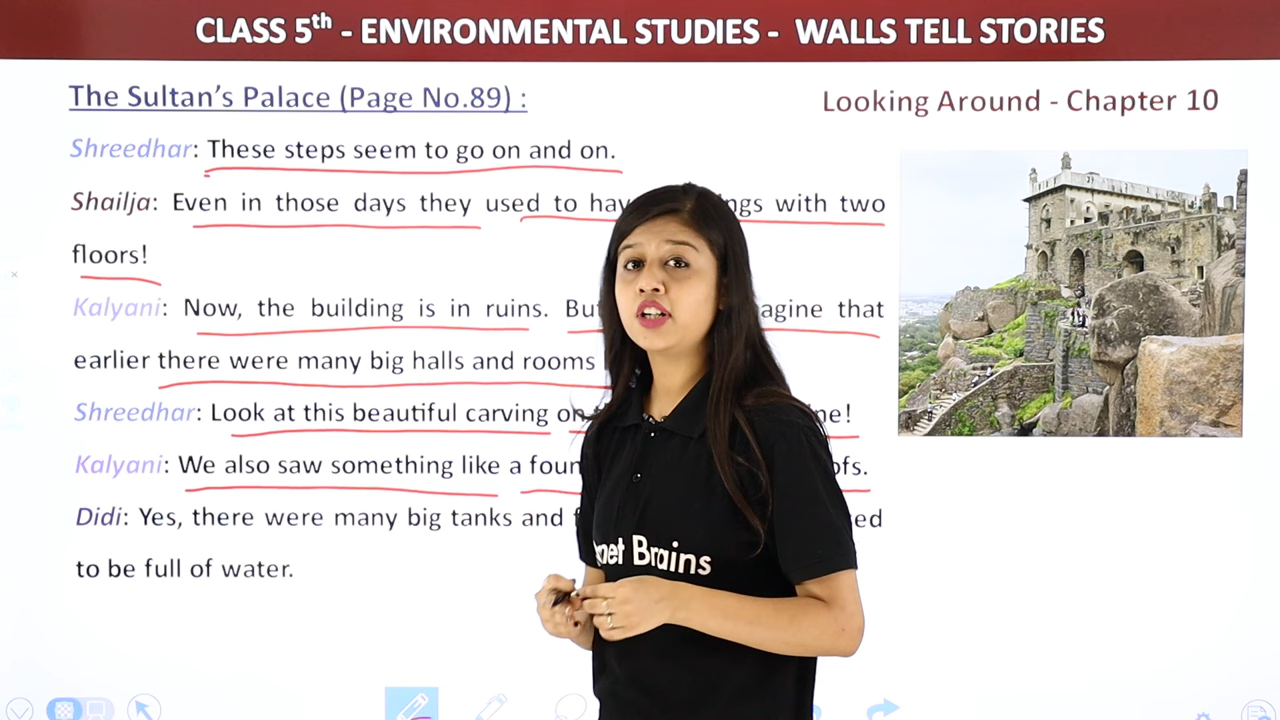 CLASS 5th - ENVIRONMENTAL STUDIES - WALLS TELL STORIES
The Sultan's Palace (Page No.89) :
Looking Around - Chapter 10
Shreedhar: These steps seem to go on and on.
Shailja: Even in those days they used to with two
floors!
Kalyani: Now, the building is in ruins. that
earlier there were many big halls and rooms
Shreedhar: Look at this beautiful carving
Kalyani: We also saw something like a
Didi: Yes, there were many big tanks and
to be full of water.
Brains